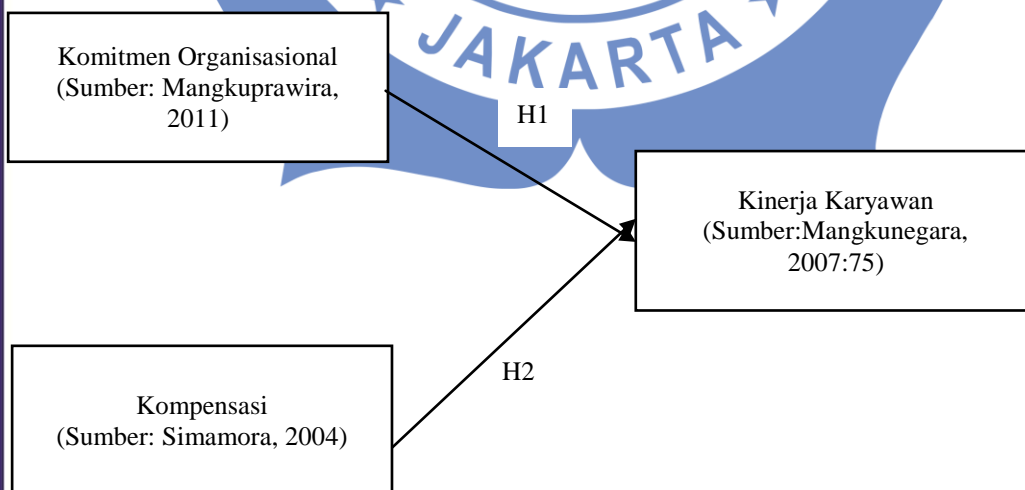 JAKARTA
Komitmen Organisasional
(Sumber: Mangkuprawira,
2011)
H1
Kinerja Karyawan
(Sumber:Mangkunegara,
2007:75)
H2
Kompensasi
(Sumber: Simamora, 2004)